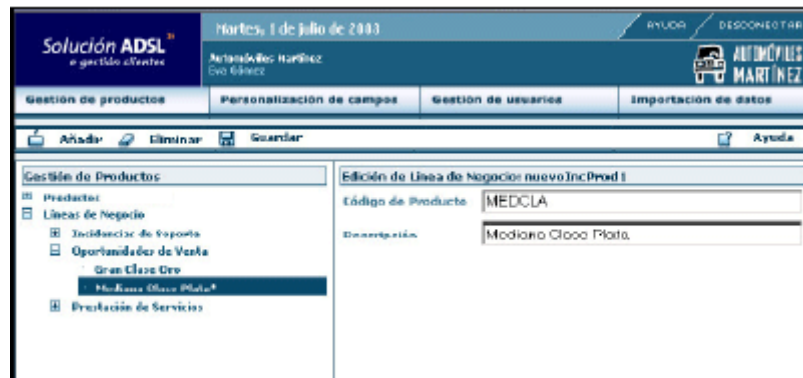 Solución ADSL
e gestión clientes
Martes, 1 de julio de 2003
AYUDA
DESCONECTAR
Automóviles Martínez
Eva Gómez
AUTOMÓVILES
MARTÍNEZ
Gestión de productos
Personalización de campos
Gestión de usuarios
Importación de datos
Añadir
Eliminar
Guardar
Ayuda
Gestión de Productos
Productos
Líneas de Negocio
Incidencias de Soporte
Oportunidades de Venta
Gran Clase Oro
Mediana Clase Plata*
Prestación de Servicios
Edición de Línea de Negocio: nuevoIncProd1
Código de Producto
MEDCLA
Descripción
Mediana Clase Plata